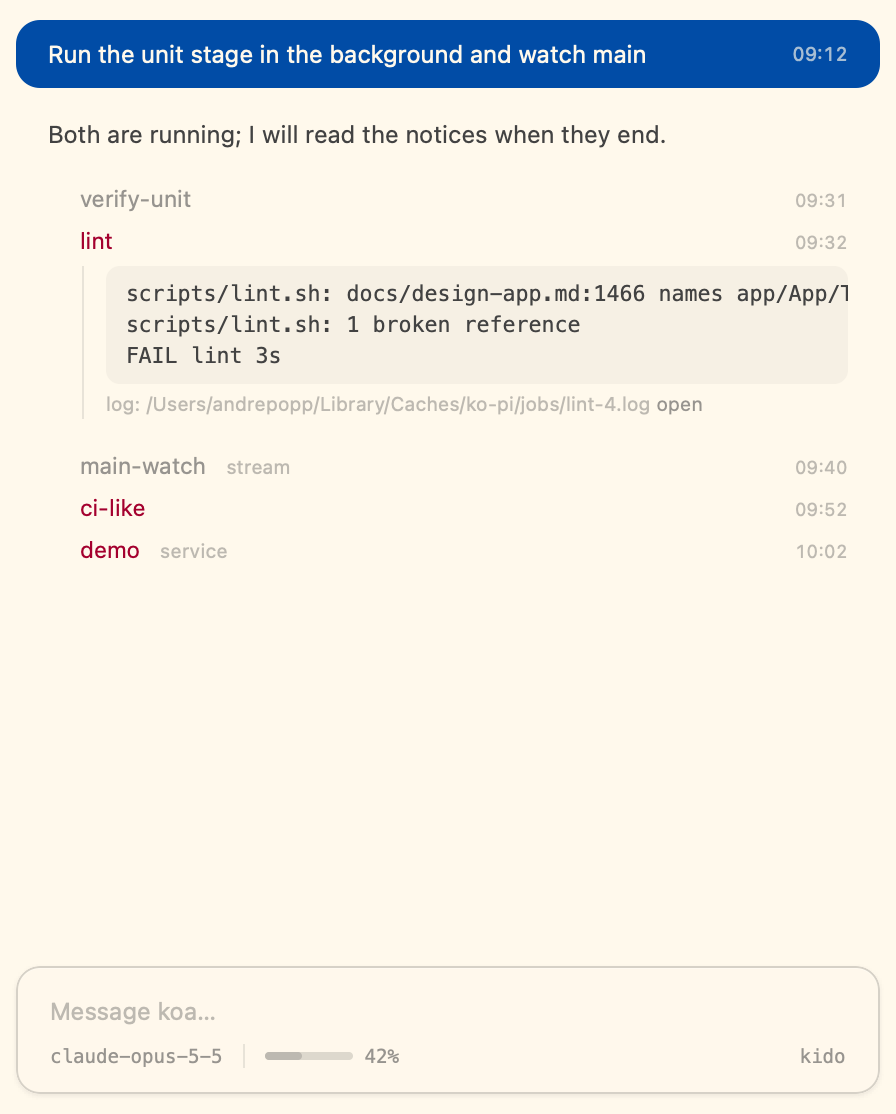 Run the unit stage in the background and watch main 09:12
Both are running; I will read the notices when they end.
verify-unit 09:31
lint 09:32
scripts/lint.sh: docs/design-app.md:1466 names app/App/
scripts/lint.sh: 1 broken reference
FAIL lint 3s
log: /Users/andrepopp/Library/Caches/ko-pi/jobs/lint-4.log open
main-watch stream 09:40
ci-like 09:52
demo service 10:02
Message koa...
claude-opus-5-5 42% kido